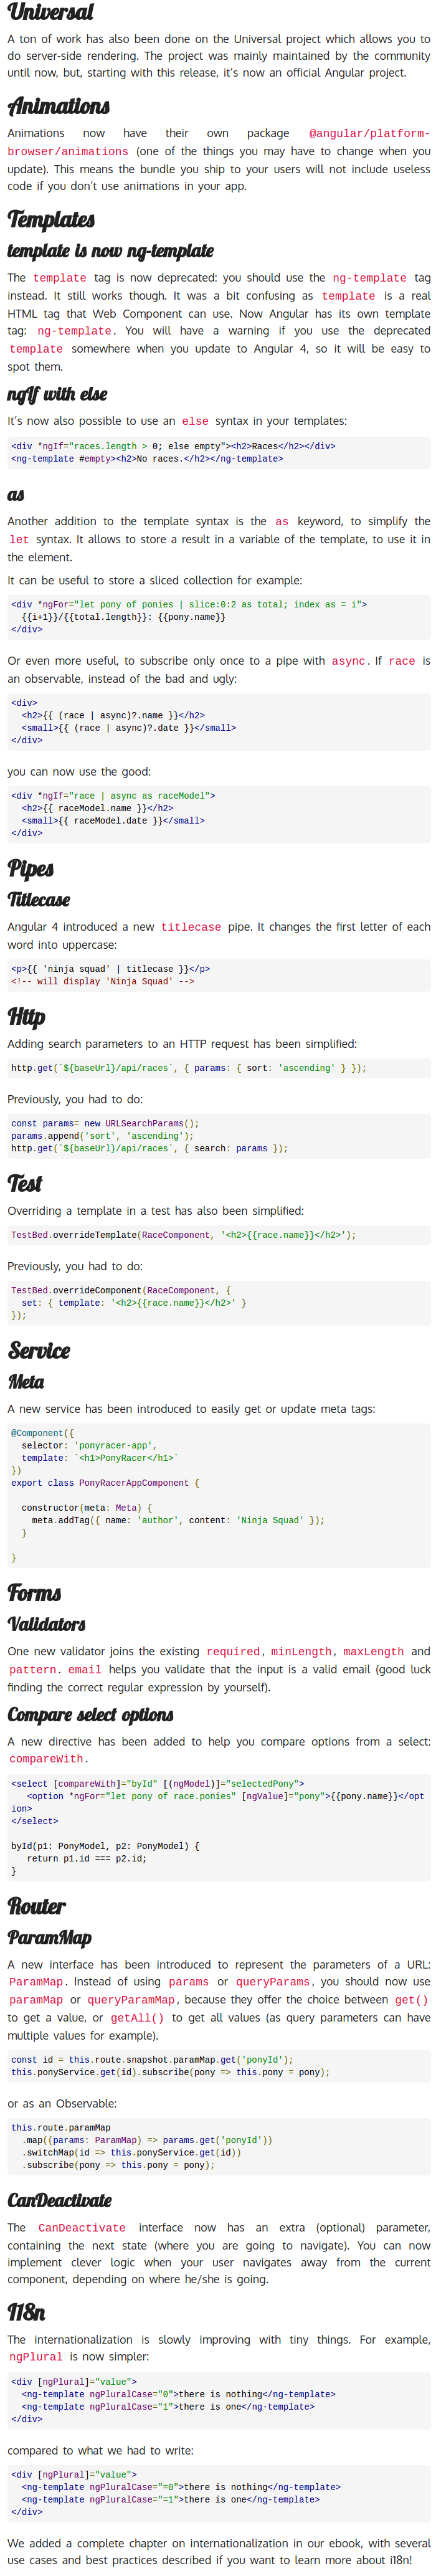 Universal
A ton of work has also been done on the Universal project which allows you to
do server-side rendering. The project was mainly maintained by the community
until now, but, starting with this release, it's now an official Angular project.
Animations
Animations now have their own package @angular/platform-
browser/animations (one of the things you may have to change when you
update). This means the bundle you ship to your users will not include useless
code if you don't use animations in your app.
Templates
template is now ng-template
The template tag is now deprecated: you should use the ng-template tag
instead. It still works though. It was a bit confusing as template is a real
HTML tag that Web Component can use. Now Angular has its own template
tag: ng-template. You will have a warning if you use the deprecated
template somewhere when you update to Angular 4, so it will be easy to
spot them.
ngIf with else
It's now also possible to use an else syntax in your templates:
<div *ngIf="races.length > 0; else empty"><h2>Races</h2></div>
<ng-template #empty><h2>No races.</h2></ng-template>
as
Another addition to the template syntax is the as keyword, to simplify the
let syntax. It allows to store a result in a variable of the template, to use it in
the element.
It can be useful to store a sliced collection for example:
<div *ngFor="let pony of ponies | slice:0:2 as total; index as = i">
  {{i+1}}/{{total.length}}: {{pony.name}}
</div>
Or even more useful, to subscribe only once to a pipe with async. If race is
an observable, instead of the bad and ugly:
<div>
  <h2>{{ (race | async)?.name }}</h2>
  <small>{{ (race | async)?.date }}</small>
</div>
you can now use the good:
<div *ngIf="race | async as raceModel">
  <h2>{{ raceModel.name }}</h2>
  <small>{{ raceModel.date }}</small>
</div>
Pipes
Titlecase
Angular 4 introduced a new titlecase pipe. It changes the first letter of each
word into uppercase:
<p>{{ 'ninja squad' | titlecase }}</p>
<!-- will display 'Ninja Squad' -->
Http
Adding search parameters to an HTTP request has been simplified:
http.get(`${baseUrl}/api/races`, { params: { sort: 'ascending' } });
Previously, you had to do:
const params= new URLSearchParams();
params.append('sort', 'ascending');
http.get(`${baseUrl}/api/races`, { search: params });
Test
Overriding a template in a test has also been simplified:
TestBed.overrideTemplate(RaceComponent, '<h2>{{race.name}}</h2>');
Previously, you had to do:
TestBed.overrideComponent(RaceComponent, {
  set: { template: '<h2>{{race.name}}</h2>' }
});
Service
Meta
A new service has been introduced to easily get or update meta tags:
@Component({
  selector: 'ponyracer-app',
  template: `<h1>PonyRacer</h1>`
})
export class PonyRacerAppComponent {
  constructor(meta: Meta) {
    meta.addTag({ name: 'author', content: 'Ninja Squad' });
  }
}
Forms
Validators
One new validator joins the existing required, minLength, maxLength and
pattern. email helps you validate that the input is a valid email (good luck
finding the correct regular expression by yourself).
Compare select options
A new directive has been added to help you compare options from a select:
compareWith.
<select [compareWith]="byId" [(ngModel)]="selectedPony">
   <option *ngFor="let pony of race.ponies" [ngValue]="pony">{{pony.name}}</opt
ion>
</select>
byId(p1: PonyModel, p2: PonyModel) {
   return p1.id === p2.id;
}
Router
ParamMap
A new interface has been introduced to represent the parameters of a URL:
ParamMap. Instead of using params or queryParams, you should now use
paramMap or queryParamMap, because they offer the choice between get()
to get a value, or getAll() to get all values (as query parameters can have
multiple values for example).
const id = this.route.snapshot.paramMap.get('ponyId');
this.ponyService.get(id).subscribe(pony => this.pony = pony);
or as an Observable:
this.route.paramMap
  .map((params: ParamMap) => params.get('ponyId'))
  .switchMap(id => this.ponyService.get(id))
  .subscribe(pony => this.pony = pony);
CanDeactivate
The CanDeactivate interface now has an extra (optional) parameter,
containing the next state (where you are going to navigate). You can now
implement clever logic when your user navigates away from the current
component, depending on where he/she is going.
I18n
The internationalization is slowly improving with tiny things. For example,
ngPlural is now simpler:
<div [ngPlural]="value">
  <ng-template ngPluralCase="0">there is nothing</ng-template>
  <ng-template ngPluralCase="1">there is one</ng-template>
</div>
compared to what we had to write:
<div [ngPlural]="value">
  <ng-template ngPluralCase="=0">there is nothing</ng-template>
  <ng-template ngPluralCase="=1">there is one</ng-template>
</div>
We added a complete chapter on internationalization in our ebook, with several
use cases and best practices described if you want to learn more about i18n!